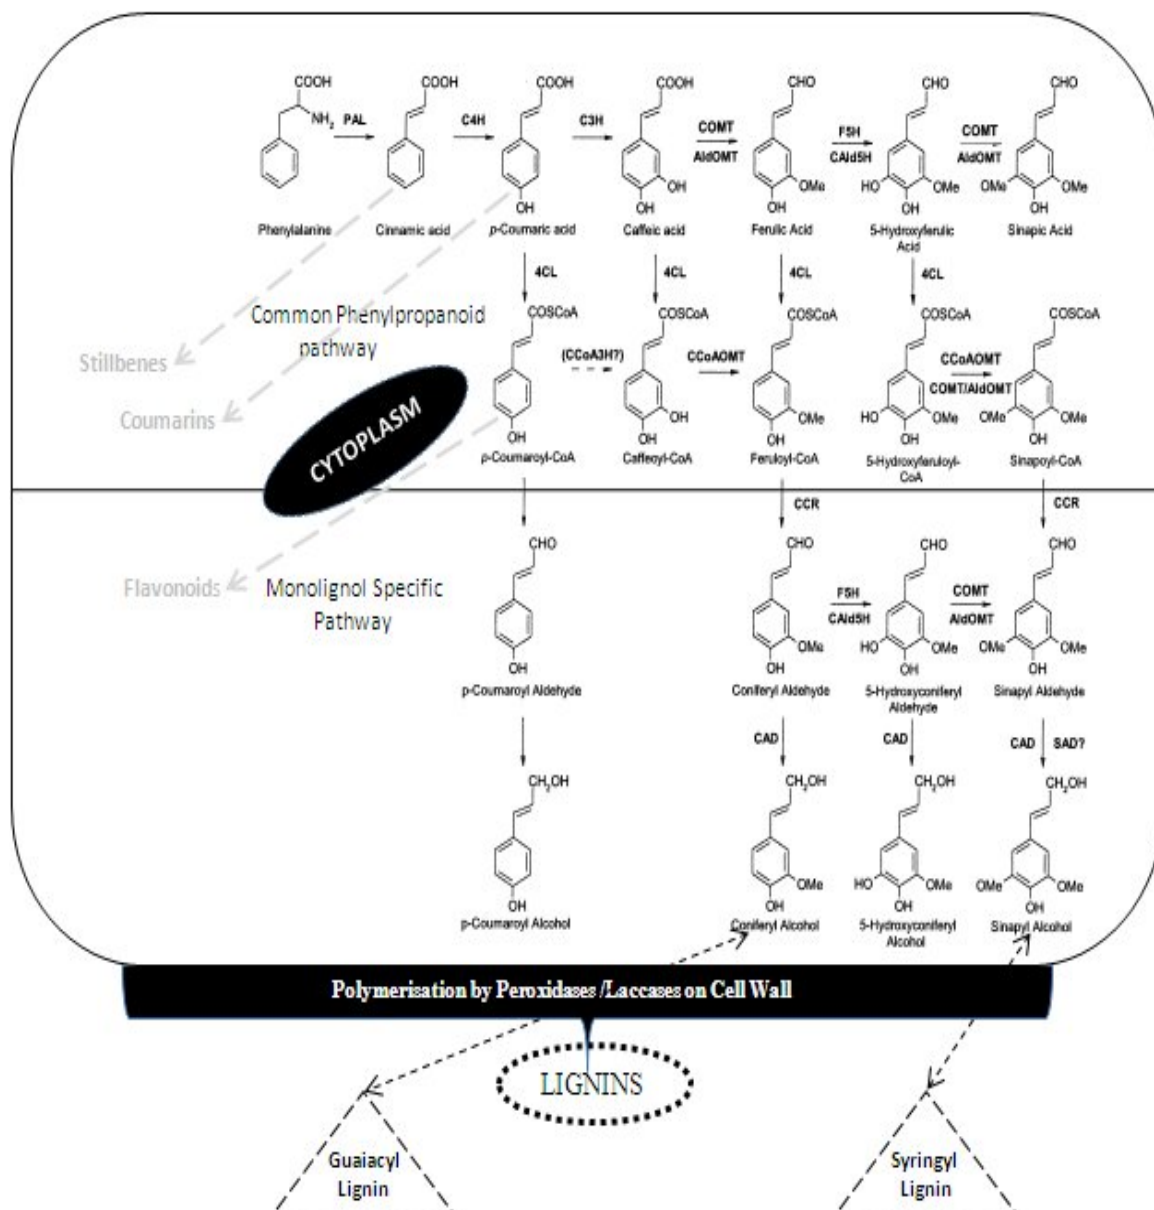 COOH
NH2
PAL
COOH
C4H
COOH
C3H
COOH
COMT
AldOMT
CHO
F5H
CAld5H
CHO
COMT
AldOMT
CHO
OH
OH
OH
OMe
OH
HO
OMe
OH
OMe
OMe
OH
Phenylalanine
Cinnamic acid
p-Coumaric acid
Caffeic acid
Ferulic Acid
5-Hydroxyferulic
Acid
Sinapic Acid
4CL
4CL
4CL
4CL
Common Phenylpropanoid
pathway
Stillbenes
Coumarins
CYTOPLASM
COSCoA
COSCoA
COSCoA
COSCoA
COSCoA
(CCoA3H?)
CCoAOMT
CCoAOMT
COMT/AldOMT
OH
OH
OH
OMe
OH
HO
OMe
OH
OMe
OMe
OH
p-Coumaroyl-CoA
Caffeoyl-CoA
Feruloyl-CoA
5-Hydroxyferuloyl-
CoA
Sinapoyl-CoA
CCR
CCR
Flavonoids
Monolignol Specific
Pathway
CHO
CHO
CHO
CHO
F5H
CAld5H
COMT
AldOMT
OH
OMe
OH
HO
OMe
OH
OMe
OMe
OH
p-Coumaroyl Aldehyde
Coniferyl Aldehyde
5-Hydroxyconiferyl
Aldehyde
Sinapyl Aldehyde
CAD
CAD
CAD
SAD?
CH2OH
CH2OH
CH2OH
CH2OH
OH
OMe
OH
HO
OMe
OH
OMe
OMe
OH
p-Coumaroyl Alcohol
Coniferyl Alcohol
5-Hydroxyconiferyl
Alcohol
Sinapyl Alcohol
Polymerisation by Peroxidases /Laccases on Cell Wall
LIGNINS
Guaiacyl
Lignin
Syringyl
Lignin